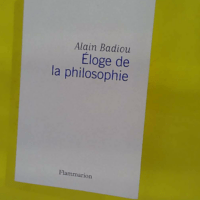 Alain Badiou
Éloge de
la philosophie
Flammarion